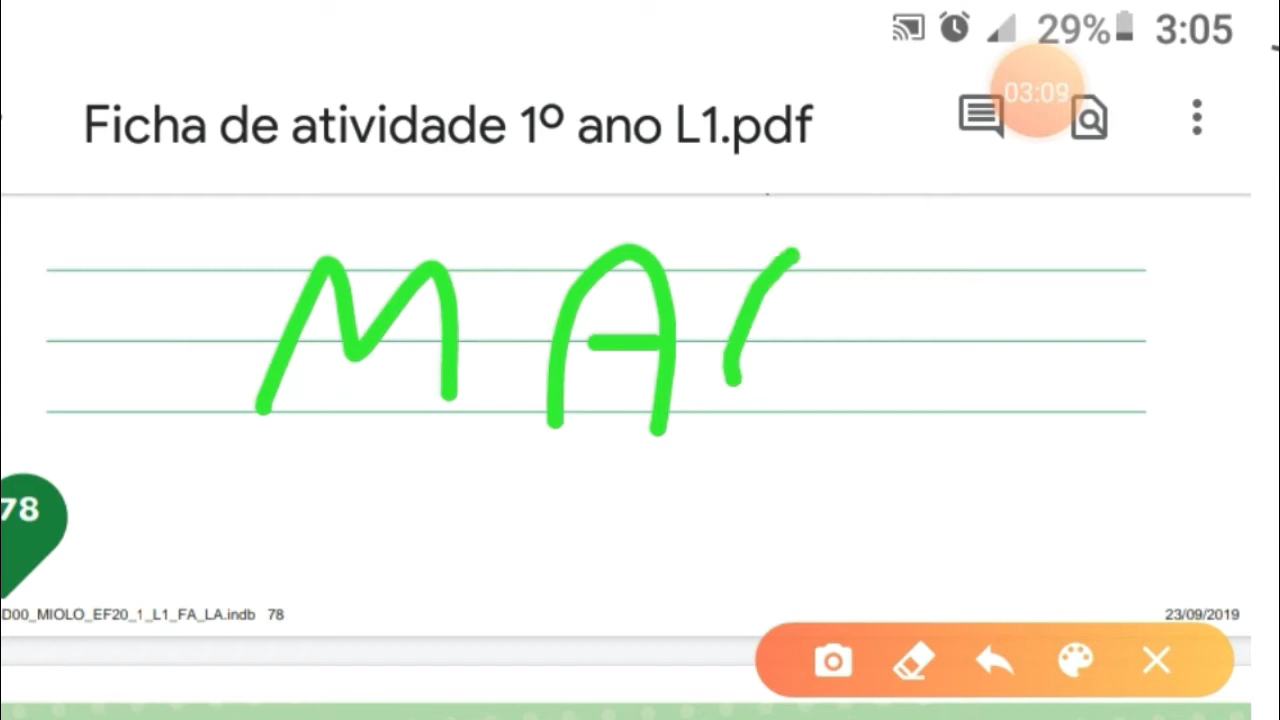 29% 3:05
03:09
Ficha de atividade 1º ano L1.pdf
MA
78
D00_MIOLO_EF20_1_L1_FA_LA.indb 78
23/09/2019